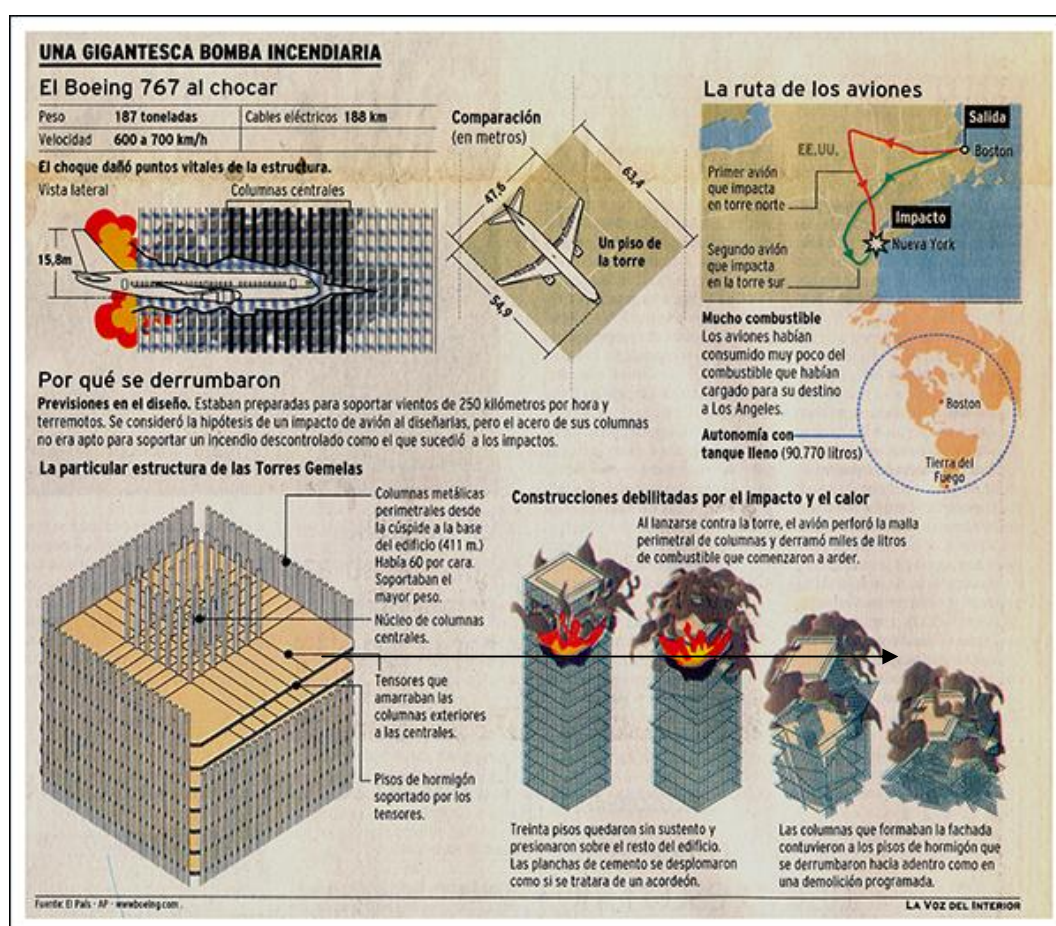 UNA GIGANTESCA BOMBA INCENDIARIA
El Boeing 767 al chocar
Peso 187 toneladas Cables eléctricos 188 km
Velocidad 600 a 700 km/h
El choque dañó puntos vitales de la estructura.
Vista lateral Columnas centrales
15,8m
Comparación
(en metros)
47,6
63,4
54,9
Un piso de
la torre
La ruta de los aviones
Salida
Boston
EE.UU.
Primer avión
que impacta
en torre norte
Impacto
Nueva York
Segundo avión
que impacta
en la torre sur
Mucho combustible
Los aviones habían
consumido muy poco del
combustible que habían
cargado para su destino
a Los Angeles.
Autonomía con
tanque lleno (90.770 litros)
Boston
Tierra del
Fuego
Por qué se derrumbaron
Previsiones en el diseño. Estaban preparadas para soportar vientos de 250 kilómetros por hora y
terremotos. Se consideró la hipótesis de un impacto de avión al diseñarlas, pero el acero de sus columnas
no era apto para soportar un incendio descontrolado como el que sucedió a los impactos.
La particular estructura de las Torres Gemelas
Columnas metálicas
perimetrales desde
la cúspide a la base
del edificio (411 m.)
Había 60 por cara.
Soportaban el
mayor peso.
Núcleo de columnas
centrales.
Tensores que
amarraban las
columnas exteriores
a las centrales.
Pisos de hormigón
soportado por los
tensores.
Construcciones debilitadas por el impacto y el calor
Al lanzarse contra la torre, el avión perforó la malla
perimetral de columnas y derramó miles de litros
de combustible que comenzaron a arder.
Treinta pisos quedaron sin sustento y
presionaron sobre el resto del edificio.
Las planchas de cemento se desplomaron
como si se tratara de un acordeón.
Las columnas que formaban la fachada
contuvieron a los pisos de hormigón que
se derrumbaron hacia adentro como en
una demolición programada.
Fuente: El País - AP - www.boeing.com.
LA VOZ DEL INTERIOR